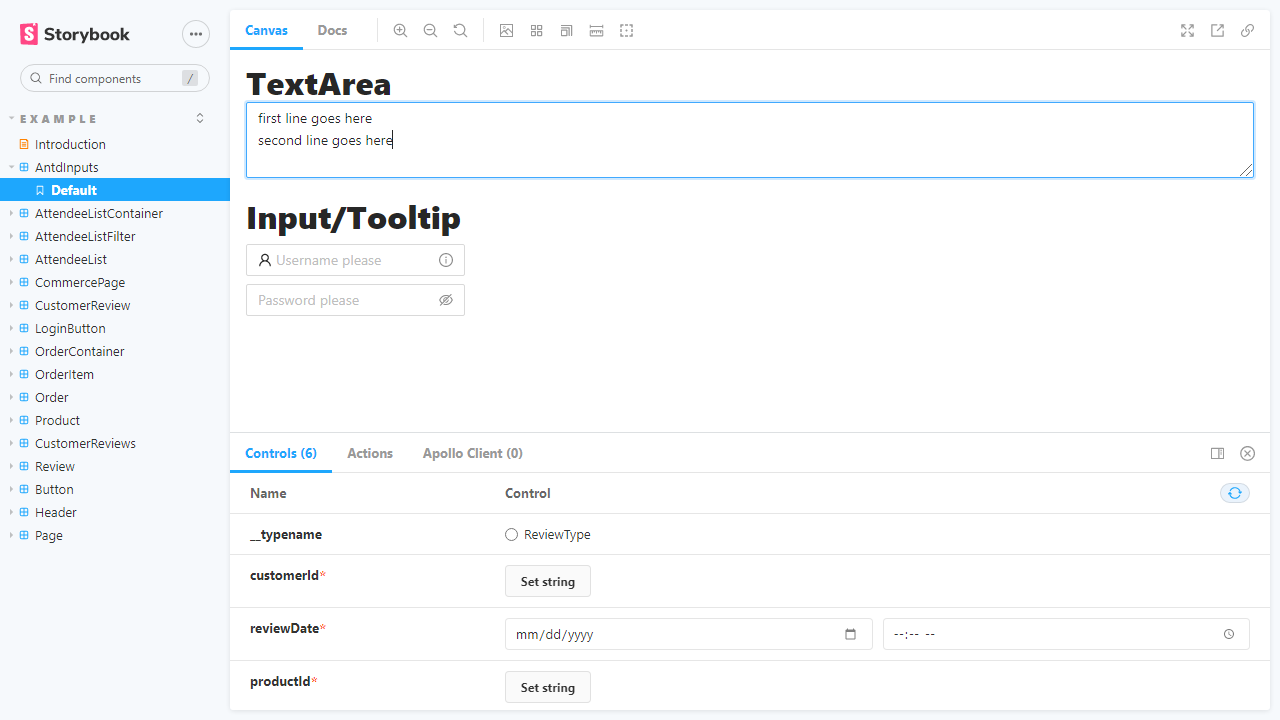 Storybook
Find components /
EXAMPLE
Introduction
AntdInputs
Default
AttendeeListContainer
AttendeeListFilter
AttendeeList
CommercePage
CustomerReview
LoginButton
OrderContainer
OrderItem
Order
Product
CustomerReviews
Review
Button
Header
Page
Canvas Docs
TextArea
first line goes here
second line goes here
Input/Tooltip
Username please
Password please
Controls (6) Actions Apollo Client (0)
Name Control
__typename ReviewType
customerId* Set string
reviewDate* mm/dd/yyyy --:-- --
productId* Set string